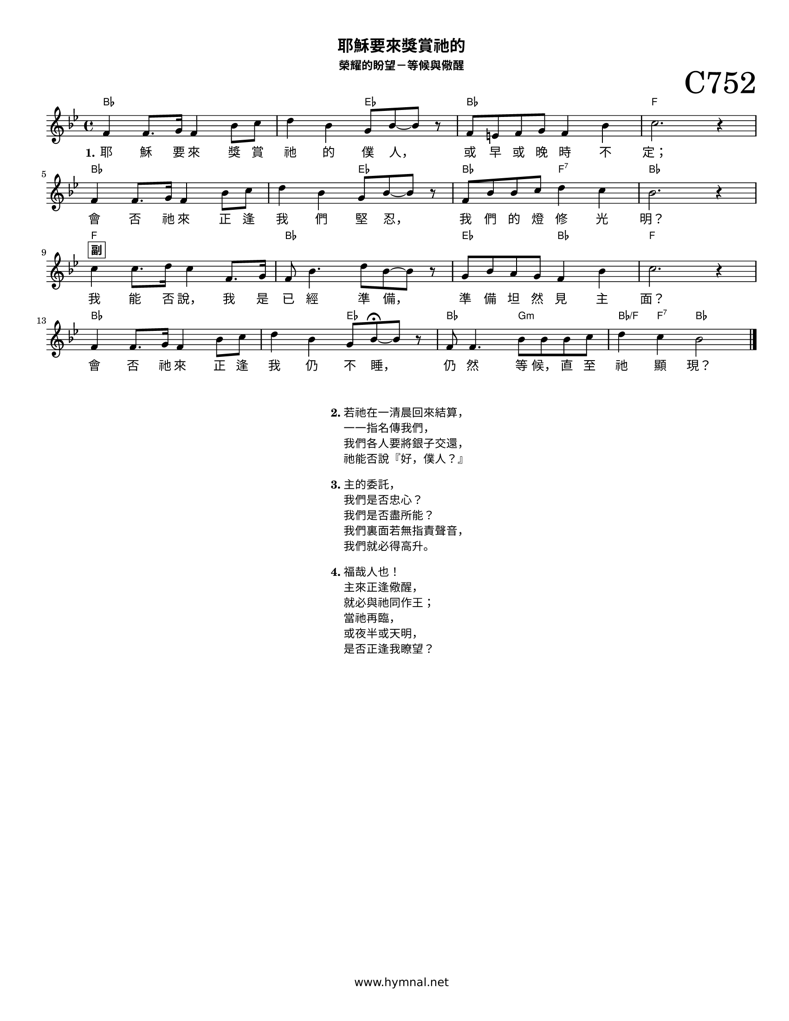 耶穌要來獎賞祂的
榮耀的盼望－等候與儆醒
C752
B♭ E♭ B♭ F
1. 耶 穌 要 來 獎 賞 祂 的 僕 人， 或 早 或 晚 時 不 定；
5 B♭ E♭ B♭ F7 B♭
會 否 祂 來 正 逢 我 們 堅 忍， 我 們 的 燈 修 光 明？
F B♭ E♭ B♭ F
9 副
我 能 否 說， 我 是 已 經 準 備， 準 備 坦 然 見 主 面？
13 B♭ E♭ B♭ Gm B♭/F F7 B♭
會 否 祂 來 正 逢 我 仍 不 睡， 仍 然 等 候， 直 至 祂 顯 現？
2. 若祂在一清晨回來結算，
一一指名傳我們，
我們各人要將銀子交還，
祂能否說『好，僕人？』
3. 主的委託，
我們是否忠心？
我們是否盡所能？
我們裏面若無指責聲音，
我們就必得高升。
4. 福哉人也！
主來正逢儆醒，
就必與祂同作王；
當祂再臨，
或夜半或天明，
是否正逢我瞭望？
www.hymnal.net